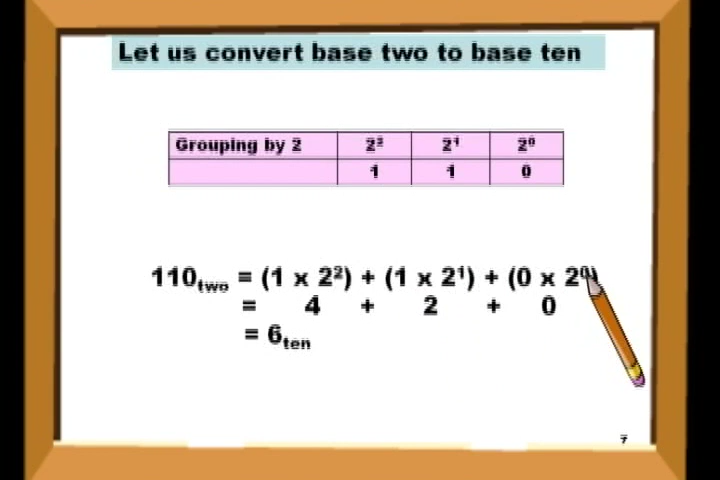 Let us convert base two to base ten
Grouping by 2 2² 2¹ 2⁰
1 1 0
110two = (1 x 2²) + (1 x 2¹) + (0 x 2⁰)
= 4 + 2 + 0
= 6ten
7